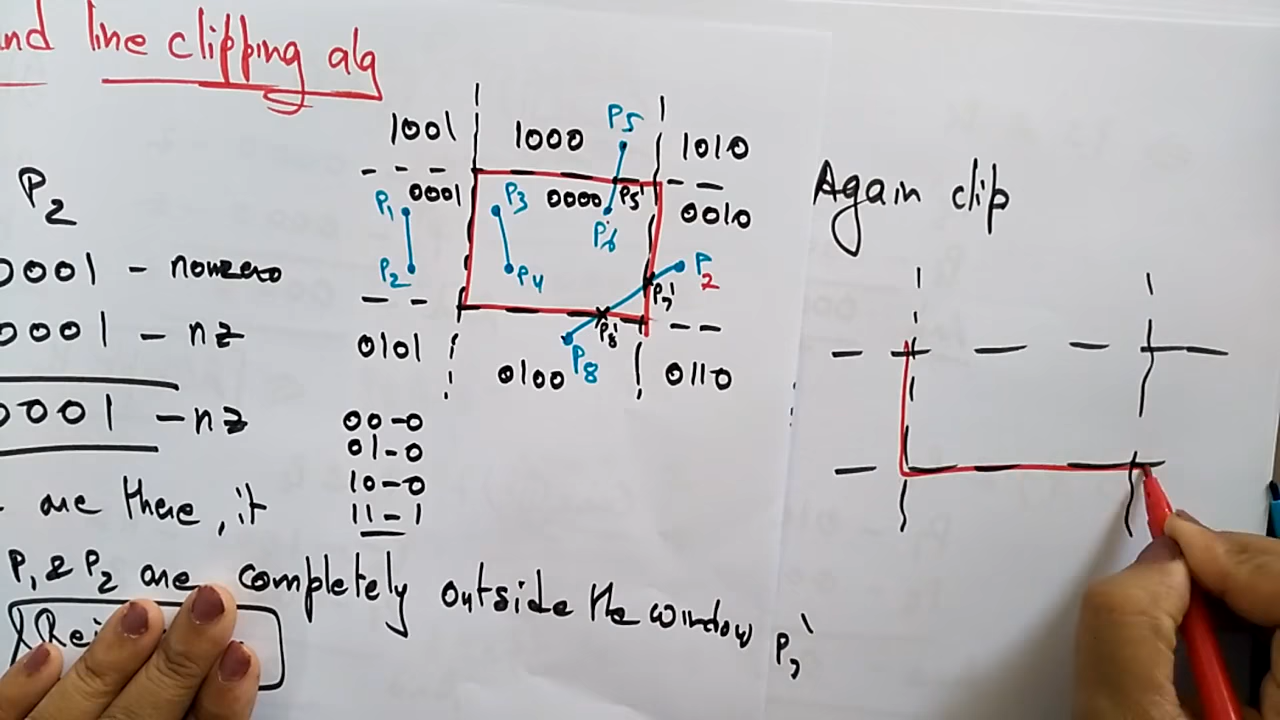 nd line clipping alg
P2
0001 - nonzero
0001 - nz
0001 - nz
are there, it
P1 & P2 are completely outside the window P7'
&Rej
1001 1000 P5 1010
P1 0001 P3 0000 P5' 0010
P6
P2 P4 P7' P2
P8'
0101 0100 P8 0110
00-0
01-0
10-0
11-1
Again clip